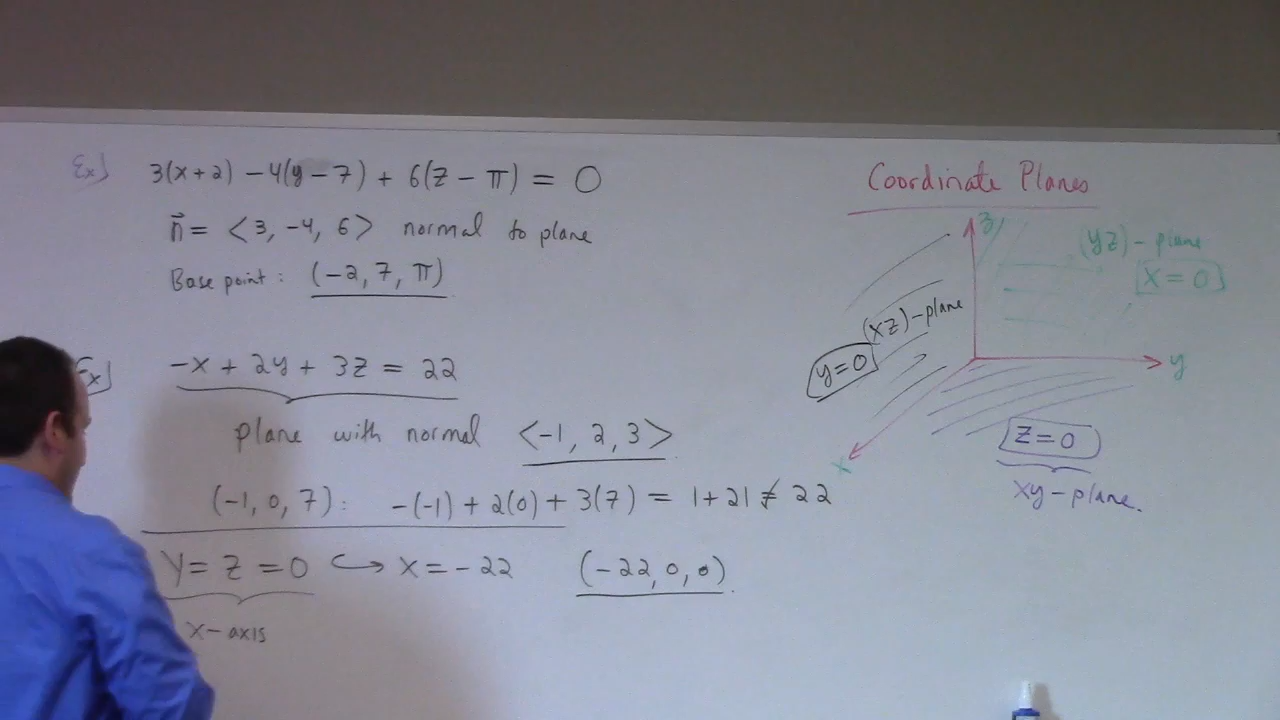 Ex] 3(x+2) −4(y−7) + 6(z−π) = 0
n⃗ = <3, −4, 6> normal to plane
Base point: (−2, 7, π)
Ex] −x + 2y + 3z = 22
plane with normal <−1, 2, 3>
(−1, 0, 7): −(−1) + 2(0) + 3(7) = 1+21 ≠ 22
y = z = 0 ↪ x = −22 (−22, 0, 0).
x-axis
Coordinate Planes
z
(yz)-plane
x = 0
(xz)-plane
y=0
y
x
z=0
xy-plane.